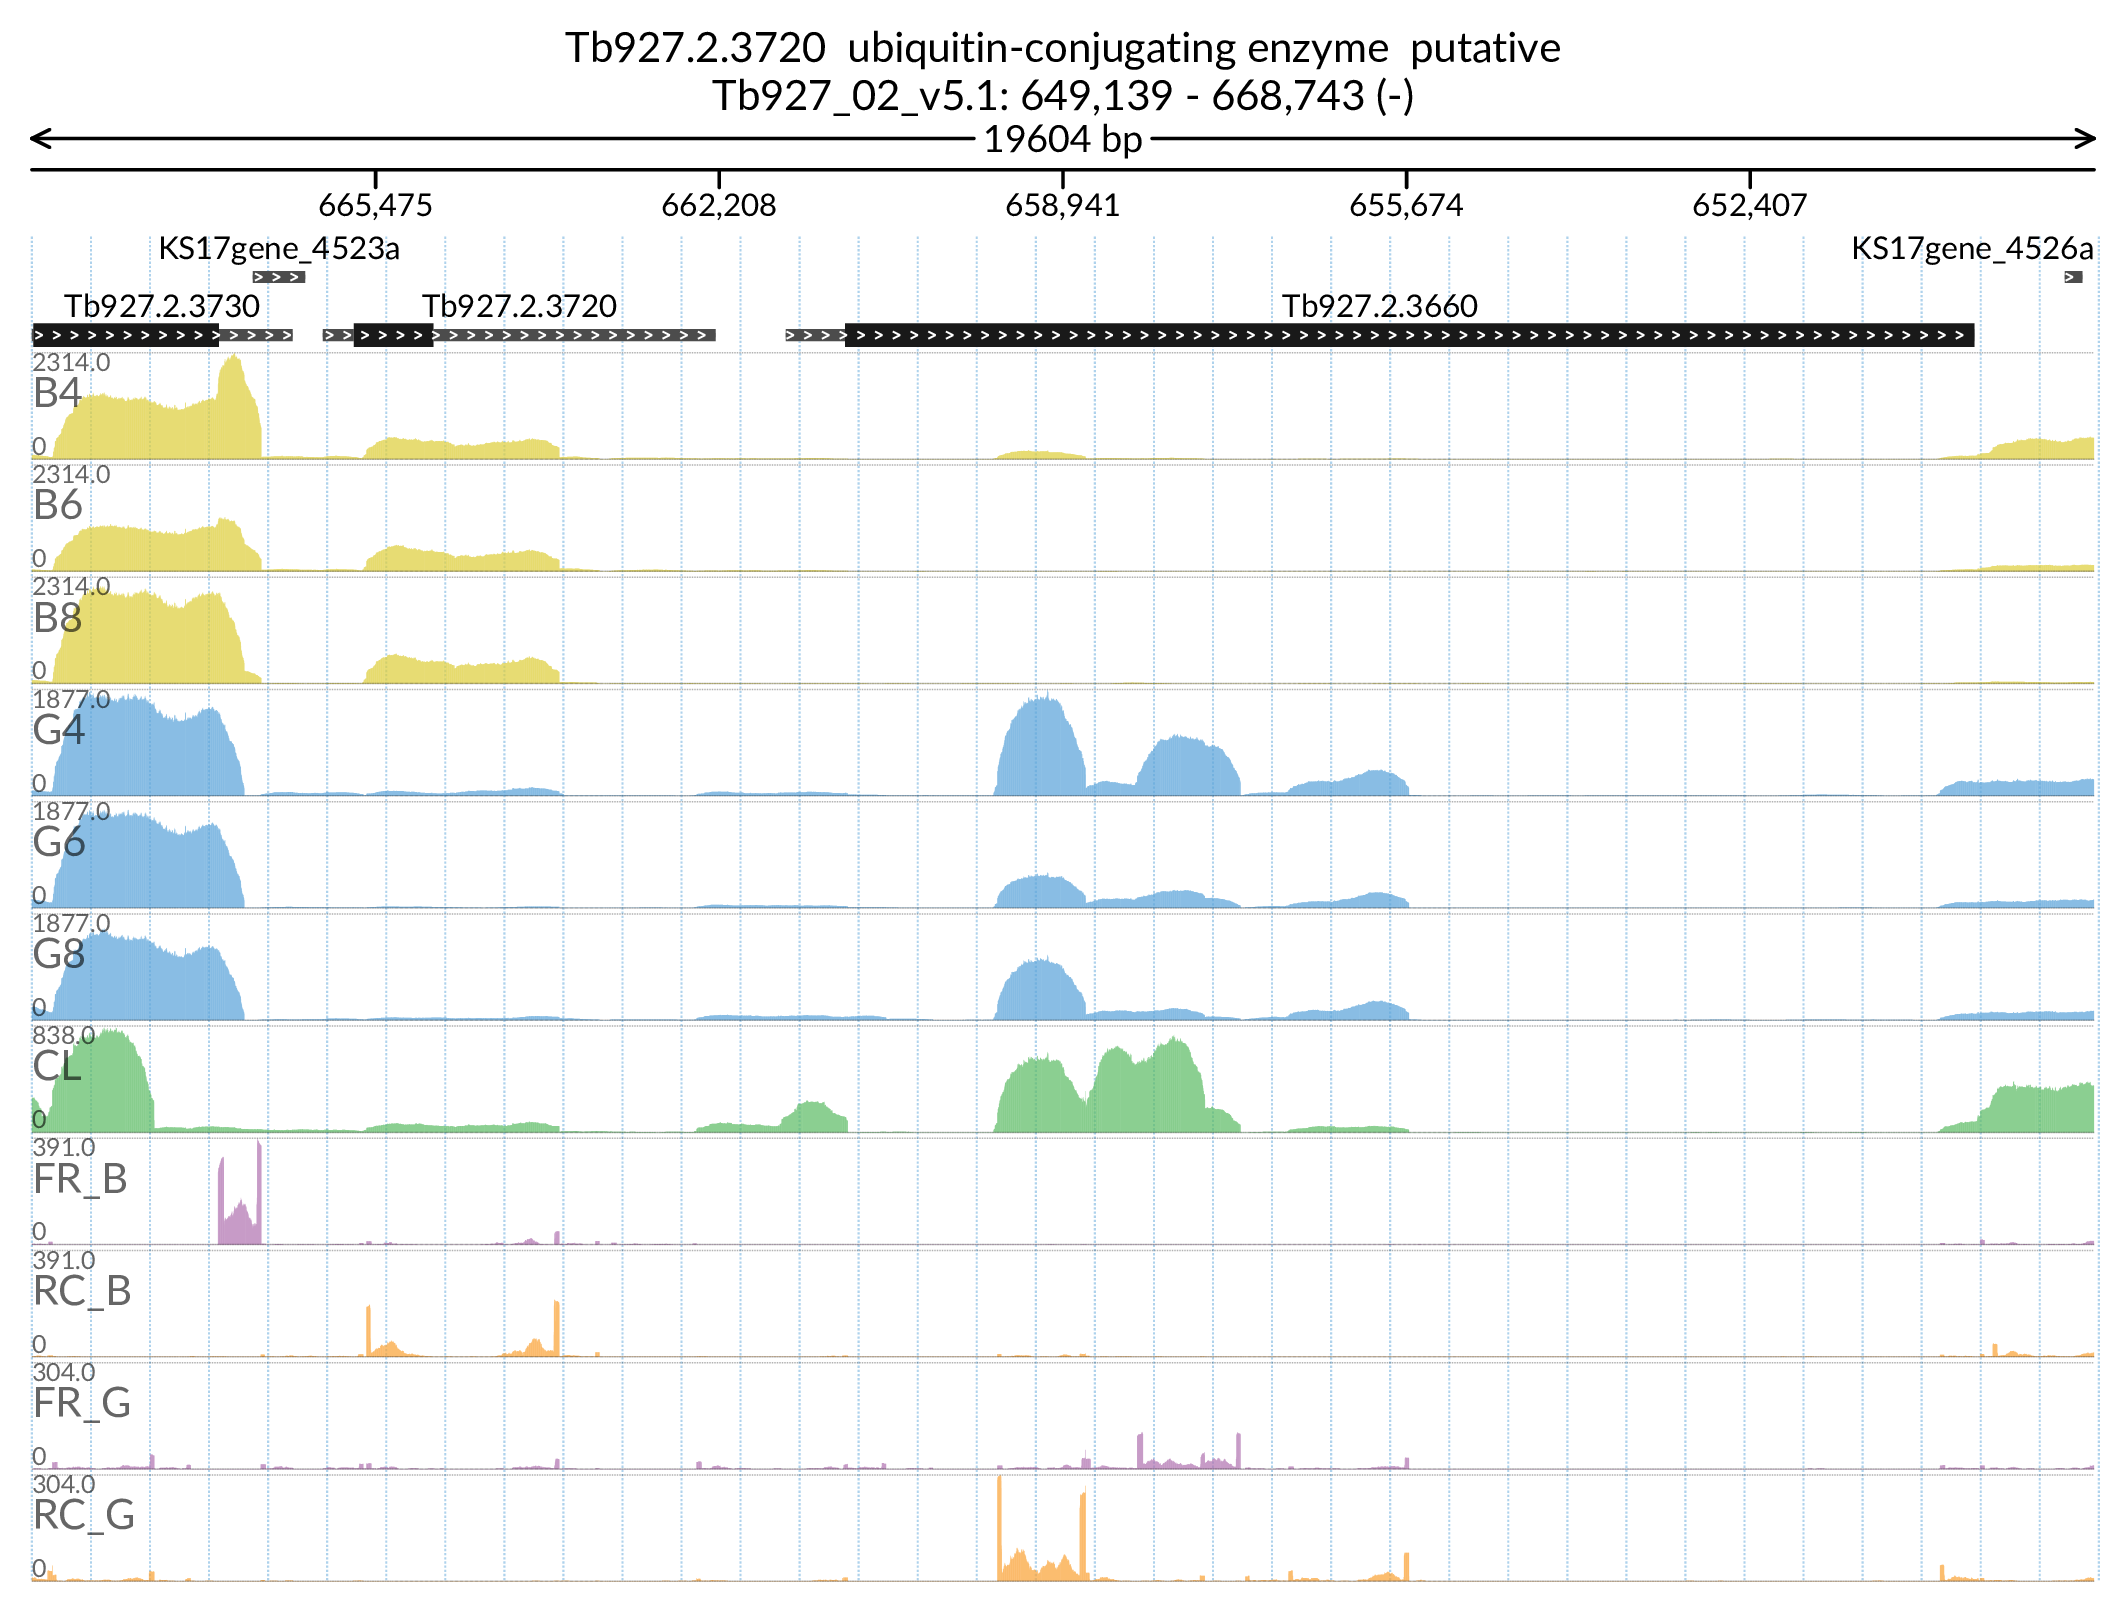 Tb927.2.3720 ubiquitin-conjugating enzyme putative
Tb927_02_v5.1: 649,139 - 668,743 (-)
19604 bp
665,475 662,208 658,941 655,674 652,407
KS17gene_4523a KS17gene_4526a
Tb927.2.3730 Tb927.2.3720 Tb927.2.3660
2314.0
B4
0
2314.0
B6
0
2314.0
B8
0
1877.0
G4
0
1877.0
G6
0
1877.0
G8
0
838.0
CL
0
391.0
FR_B
0
391.0
RC_B
0
304.0
FR_G
0
304.0
RC_G
0